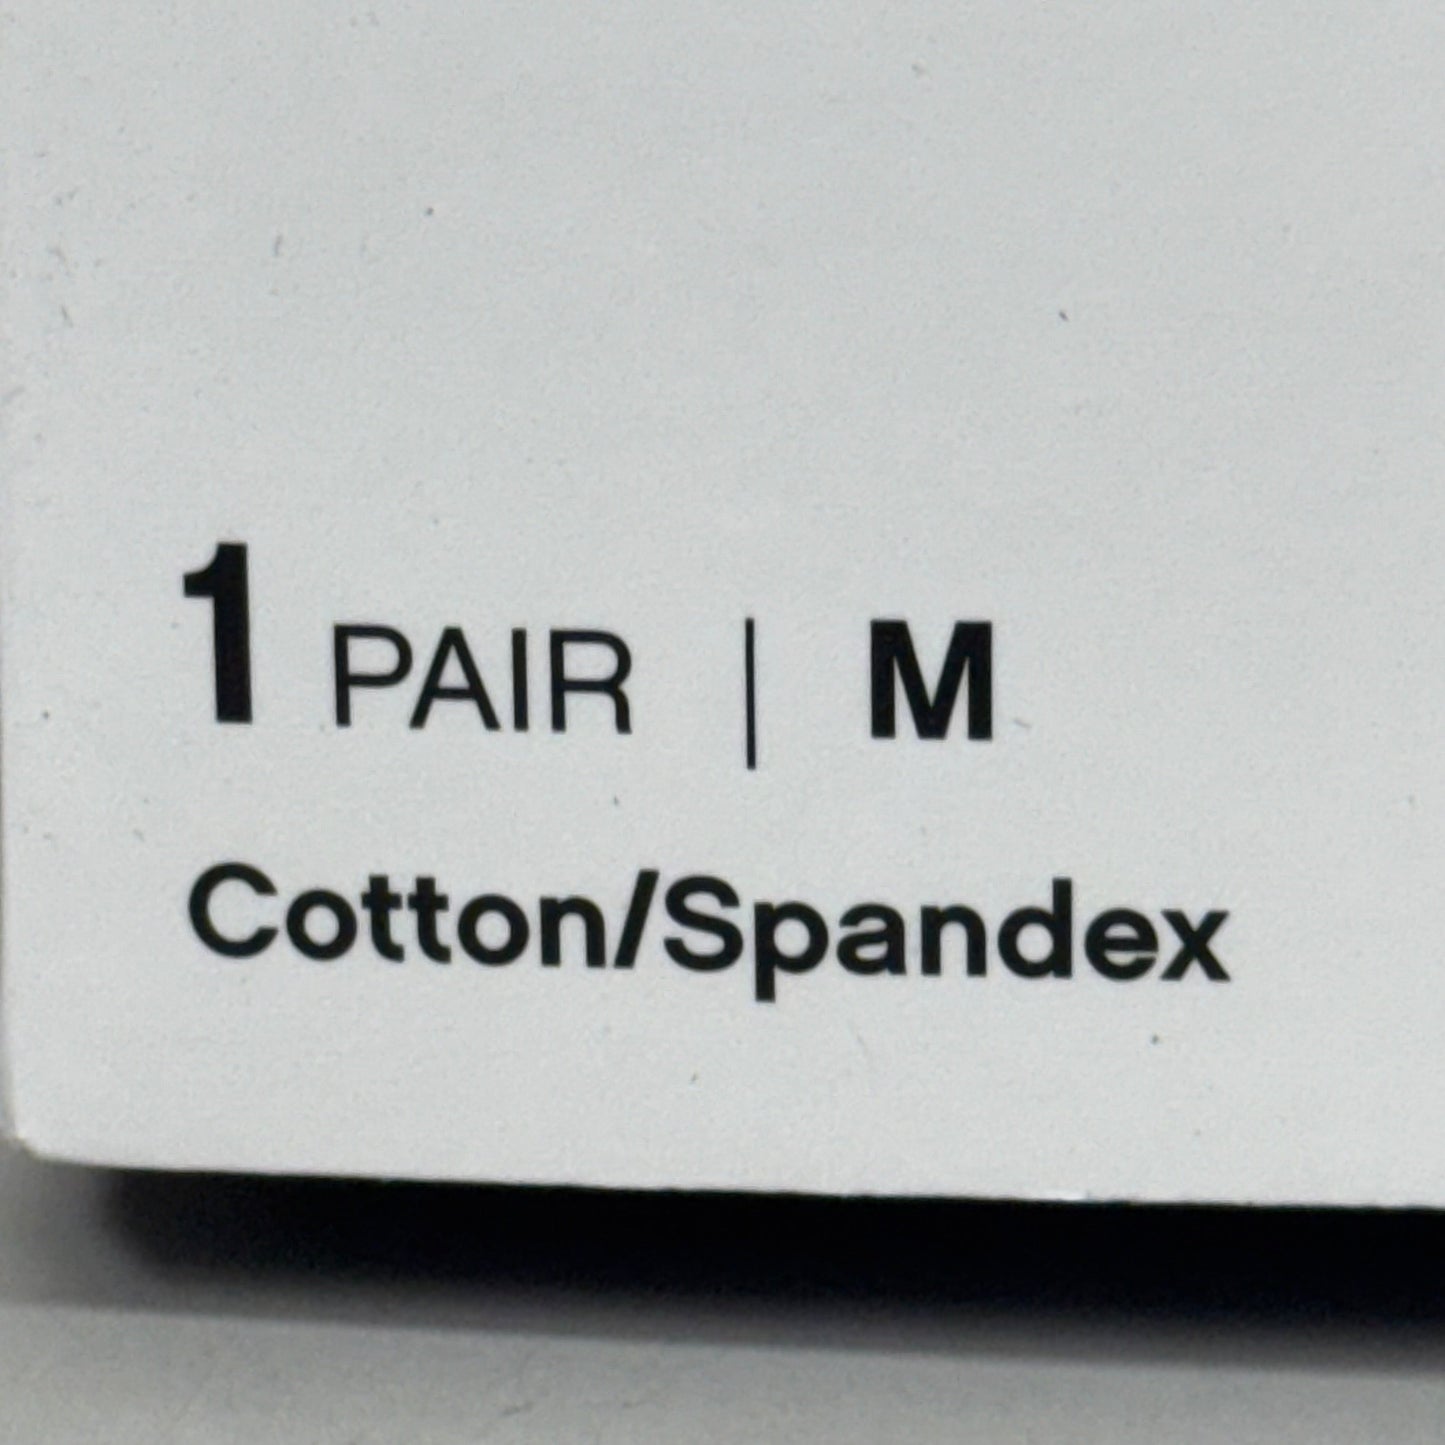 1 PAIR | M
Cotton/Spandex